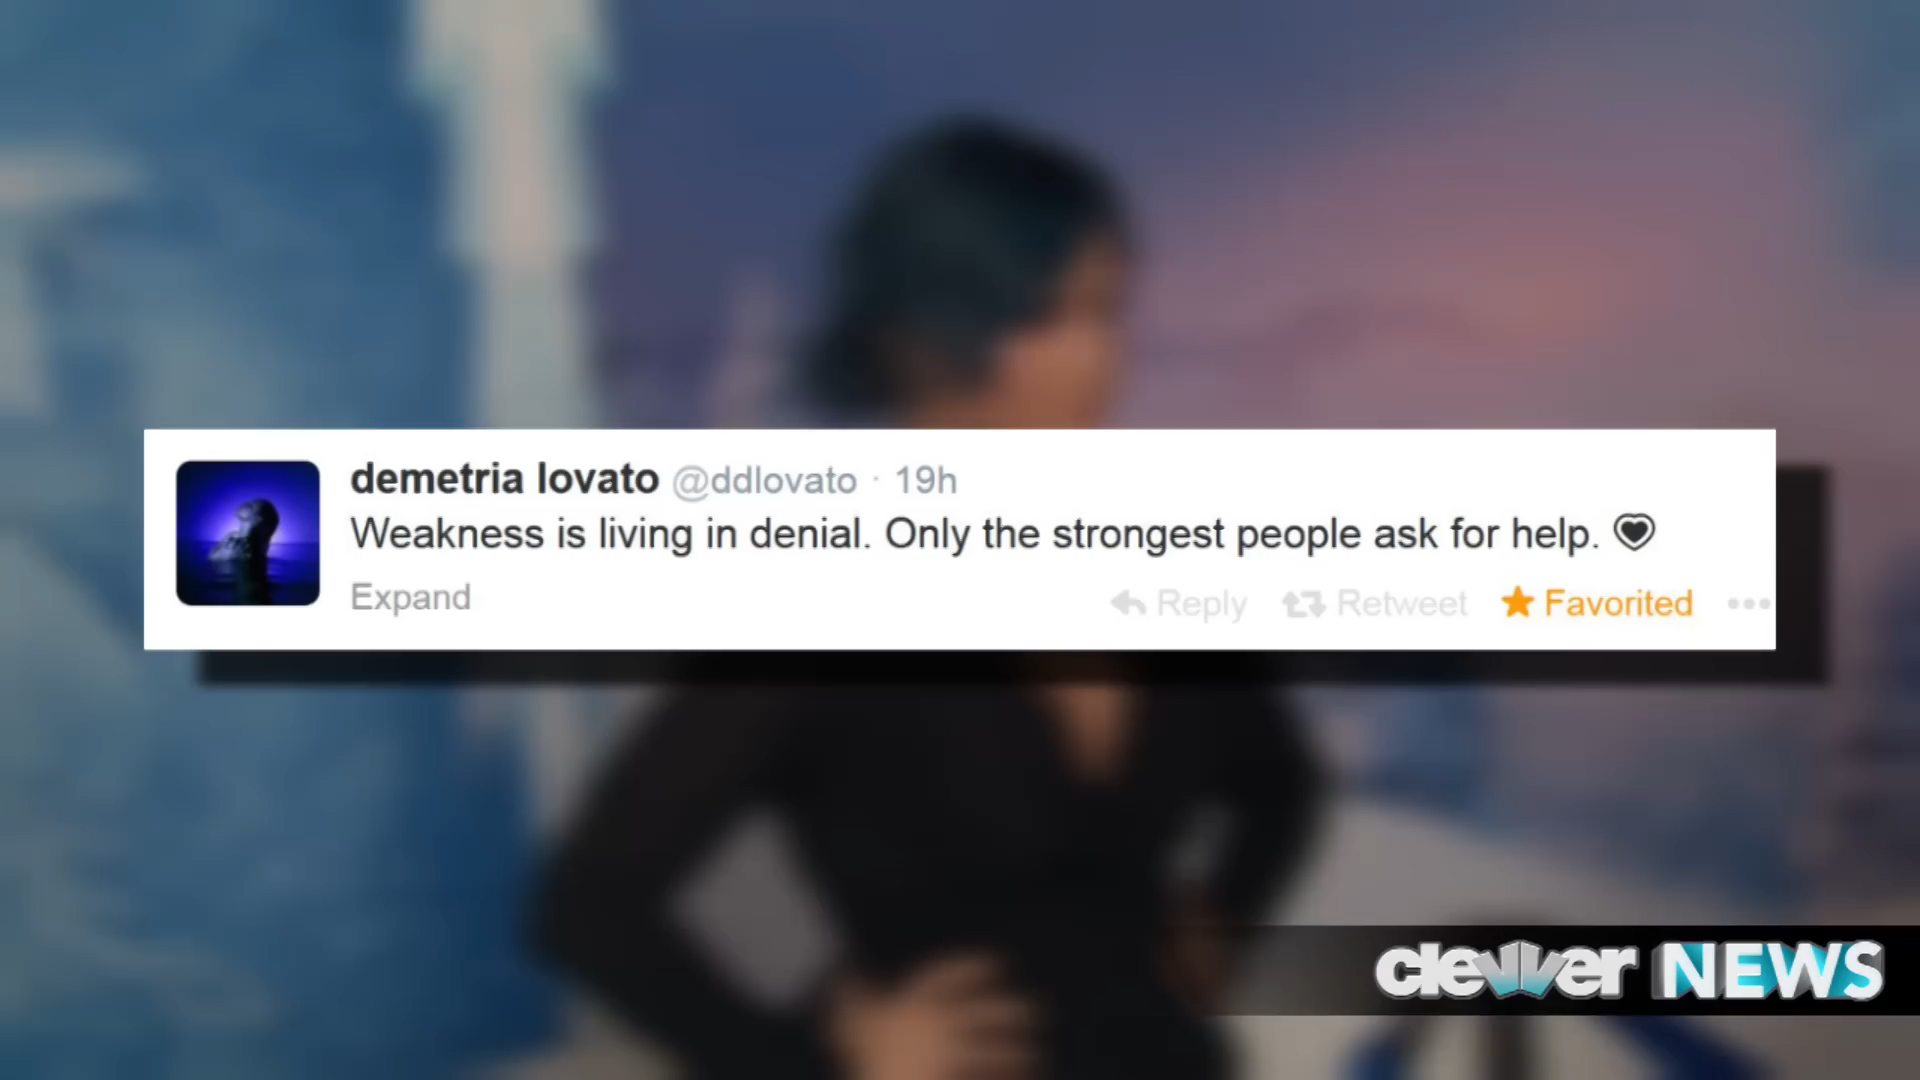 demetria lovato @ddlovato · 19h
Weakness is living in denial. Only the strongest people ask for help. 💟
Expand
Reply Retweet Favorited •••
clevver NEWS